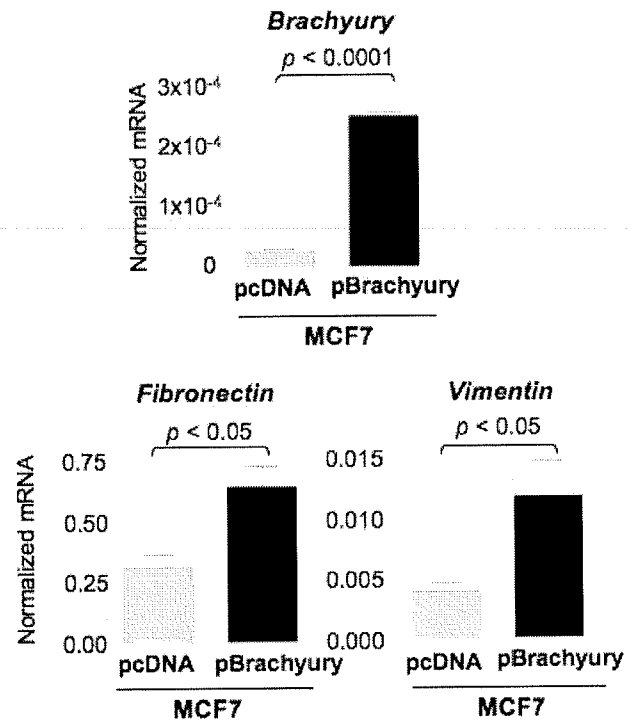 Brachyury
p < 0.0001
Normalized mRNA
3x10⁻⁴
2x10⁻⁴
1x10⁻⁴
0
pcDNA pBrachyury
MCF7
Fibronectin
p < 0.05
Normalized mRNA
0.75
0.50
0.25
0.00
pcDNA pBrachyury
MCF7
Vimentin
p < 0.05
0.015
0.010
0.005
0.000
pcDNA pBrachyury
MCF7